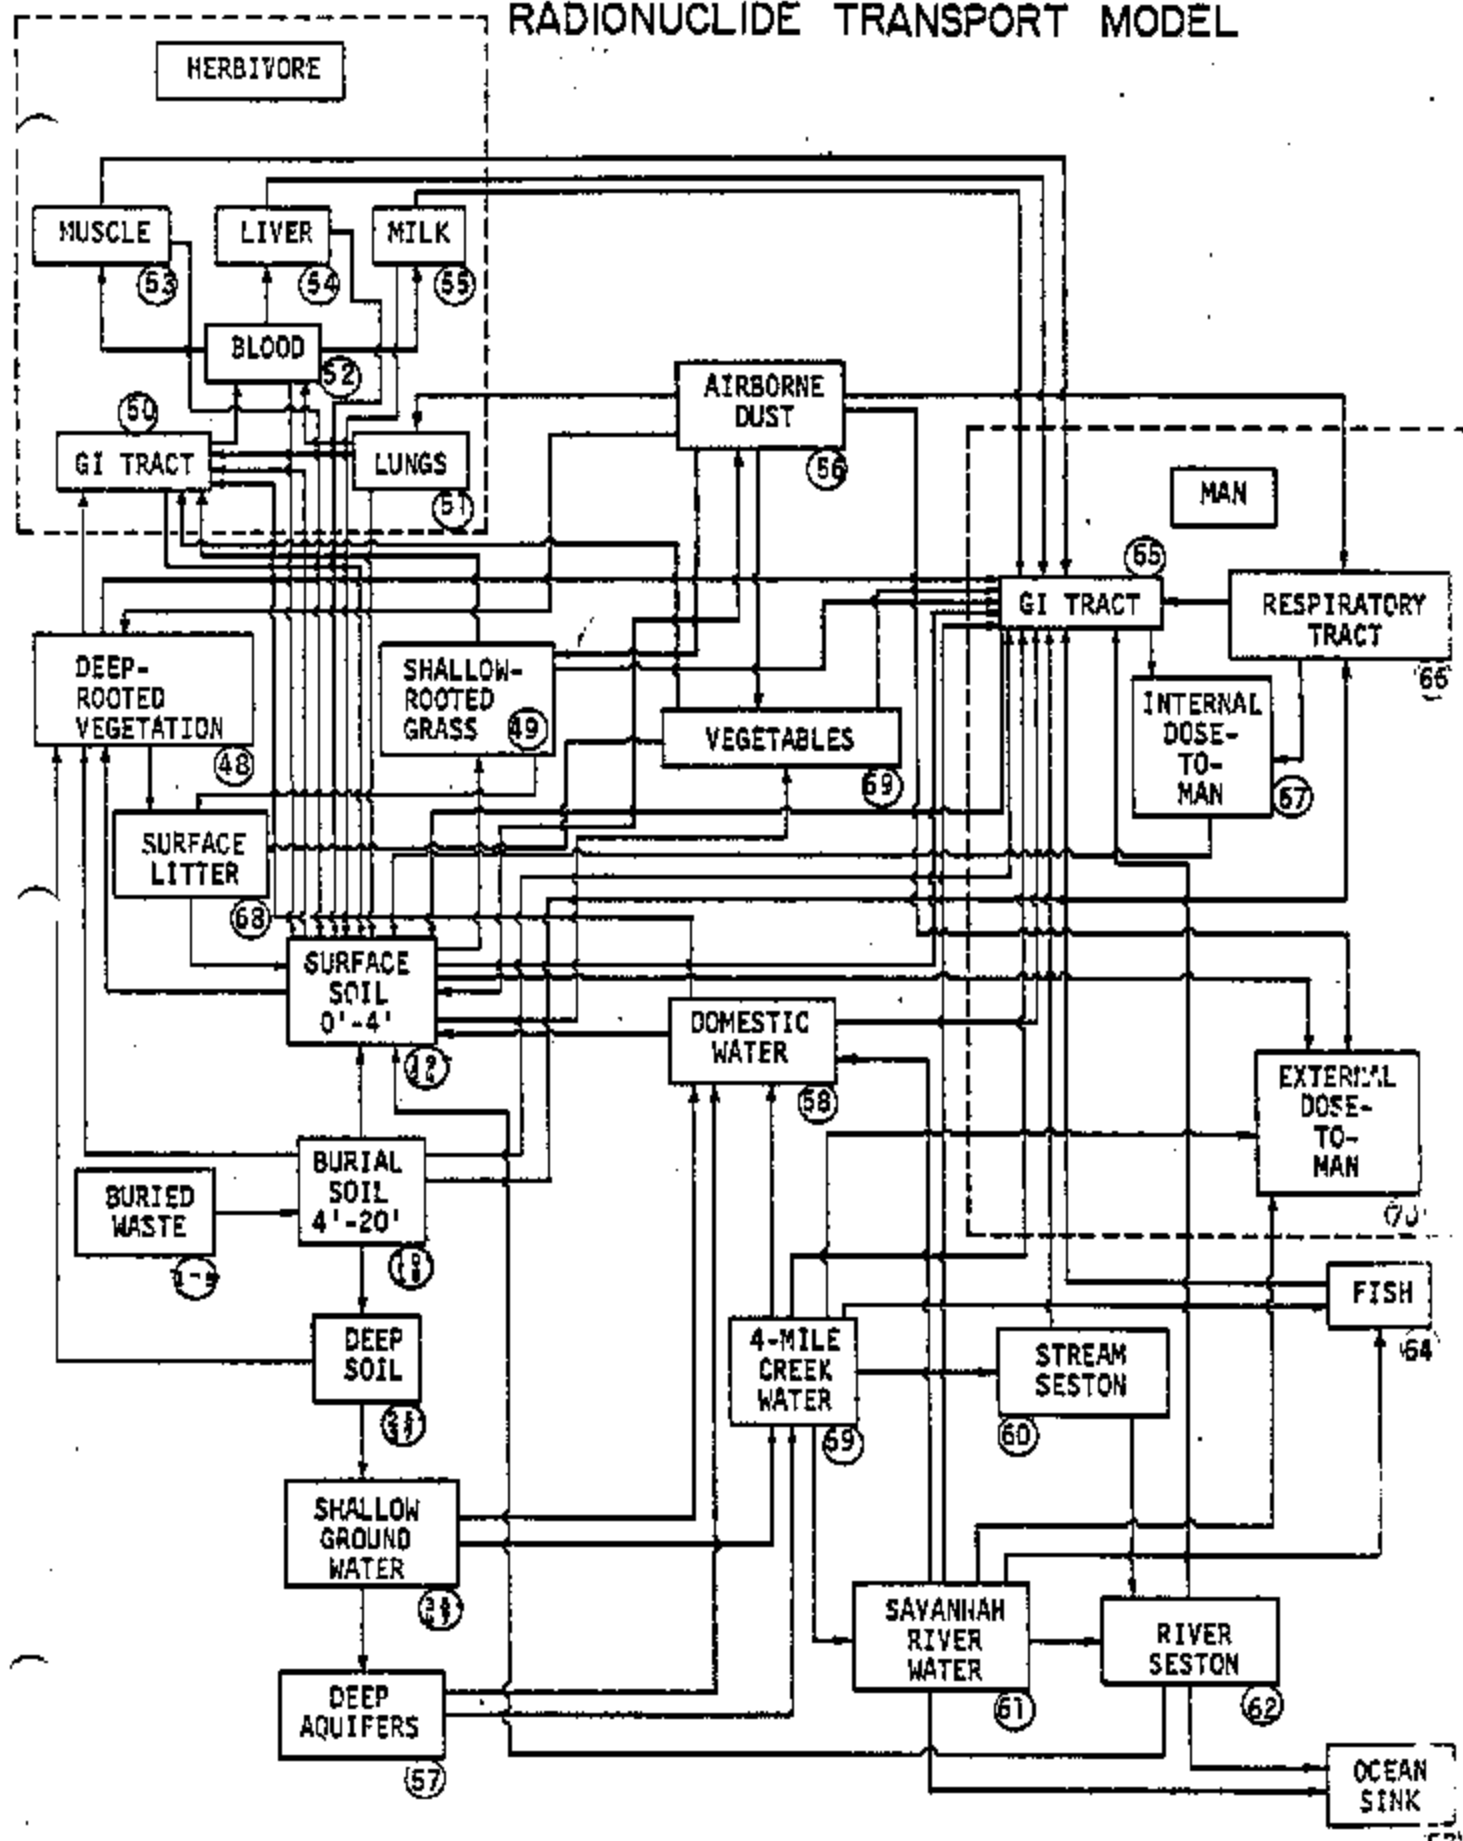 RADIONUCLIDE TRANSPORT MODEL
HERBIVORE
MUSCLE
53
LIVER
54
MILK
55
BLOOD
52
50
GI TRACT
LUNGS
51
AIRBORNE
DUST
56
MAN
65
GI TRACT
RESPIRATORY
TRACT
66
DEEP-
ROOTED
VEGETATION
48
SHALLOW-
ROOTED
GRASS
49
VEGETABLES
69
INTERNAL
DOSE-
TO-
MAN
67
SURFACE
LITTER
68
SURFACE
SOIL
0'-4'
DOMESTIC
WATER
58
EXTERNAL
DOSE-
TO-
MAN
BURIAL
SOIL
4'-20'
BURIED
WASTE
FISH
64
DEEP
SOIL
4-MILE
CREEK
WATER
59
STREAM
SESTON
60
SHALLOW
GROUND
WATER
SAVANNAH
RIVER
WATER
61
RIVER
SESTON
62
DEEP
AQUIFERS
57
OCEAN
SINK